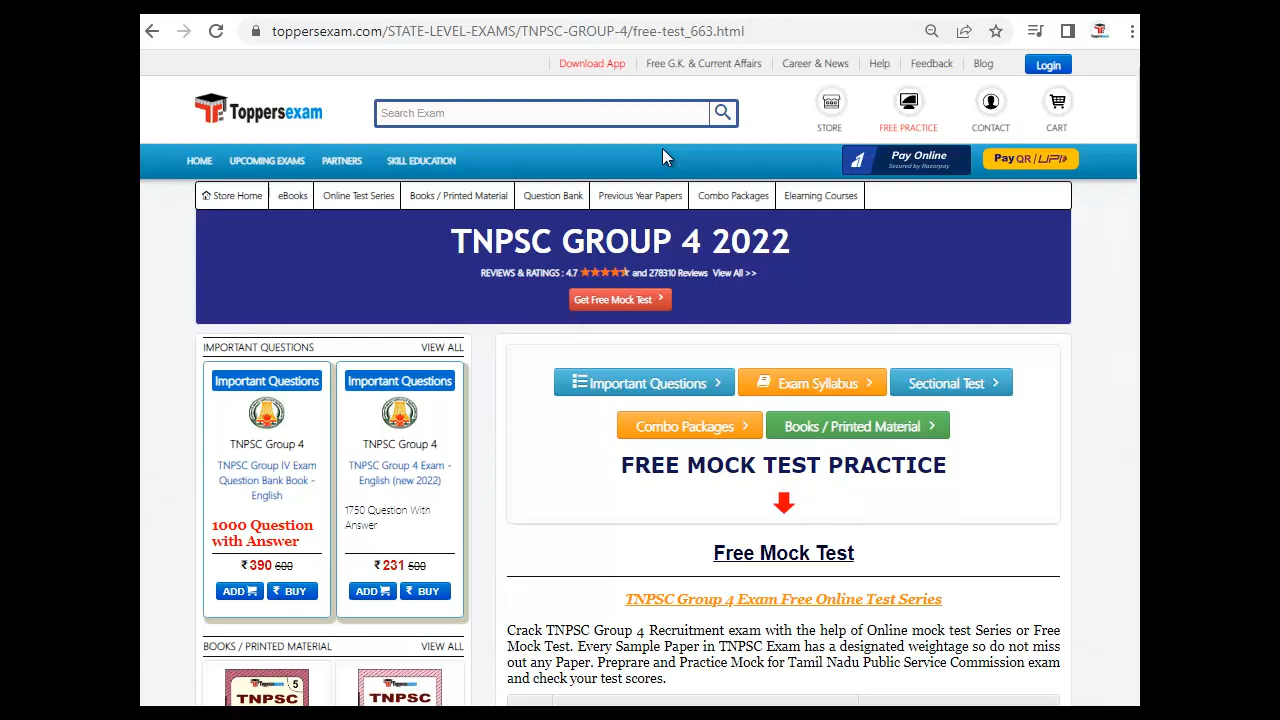 toppersexam.com/STATE-LEVEL-EXAMS/TNPSC-GROUP-4/free-test_663.html
Download App
Free G.K. & Current Affairs
Career & News
Help
Feedback
Blog
Login
Toppersexam
Search Exam
STORE
FREE PRACTICE
CONTACT
CART
HOME
UPCOMING EXAMS
PARTNERS
SKILL EDUCATION
Pay Online
Secured by Razorpay
Pay QR / UPI
Store Home
eBooks
Online Test Series
Books / Printed Material
Question Bank
Previous Year Papers
Combo Packages
Elearning Courses
TNPSC GROUP 4 2022
REVIEWS & RATINGS : 4.7 and 278310 Reviews View All >>
Get Free Mock Test
IMPORTANT QUESTIONS
VIEW ALL
Important Questions
TNPSC Group 4
TNPSC Group IV Exam
Question Bank Book -
English
1000 Question
with Answer
₹ 390 600
ADD
₹ BUY
Important Questions
TNPSC Group 4
TNPSC Group 4 Exam -
English (new 2022)
1750 Question With
Answer
₹ 231 500
ADD
₹ BUY
BOOKS / PRINTED MATERIAL
VIEW ALL
Toppersexam
5
TNPSC
Toppersexam
TNPSC
Important Questions
Exam Syllabus
Sectional Test
Combo Packages
Books / Printed Material
FREE MOCK TEST PRACTICE
Free Mock Test
TNPSC Group 4 Exam Free Online Test Series
Crack TNPSC Group 4 Recruitment exam with the help of Online mock test Series or Free
Mock Test. Every Sample Paper in TNPSC Exam has a designated weightage so do not miss
out any Paper. Preprare and Practice Mock for Tamil Nadu Public Service Commission exam
and check your test scores.